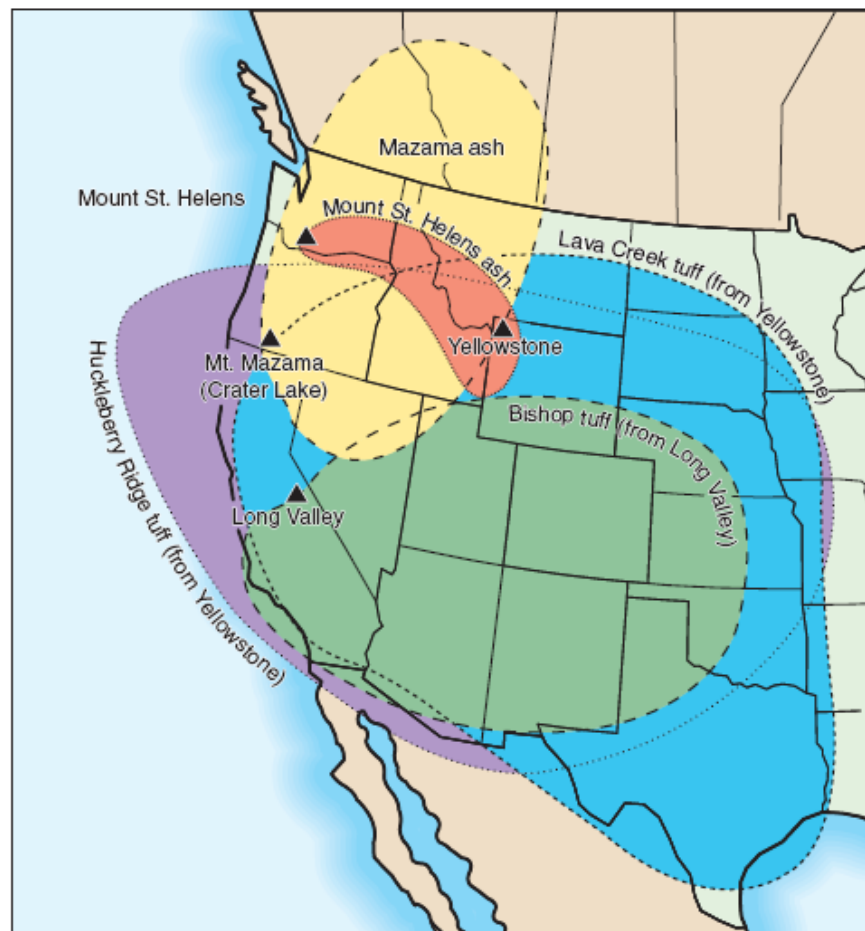 Mazama ash
Mount St. Helens
Mount St. Helens ash
Lava Creek tuff (from Yellowstone)
Yellowstone
Mt. Mazama
(Crater Lake)
Bishop tuff (from Long Valley)
Huckleberry Ridge tuff (from Yellowstone)
Long Valley